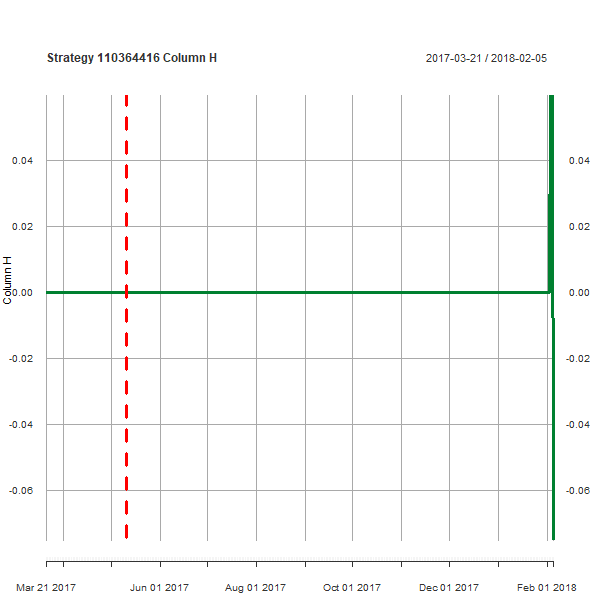 Strategy 110364416 Column H
2017-03-21 / 2018-02-05
0.04 0.04
0.02 0.02
Column H
0.00 0.00
-0.02 -0.02
-0.04 -0.04
-0.06 -0.06
Mar 21 2017 Jun 01 2017 Aug 01 2017 Oct 01 2017 Dec 01 2017 Feb 01 2018